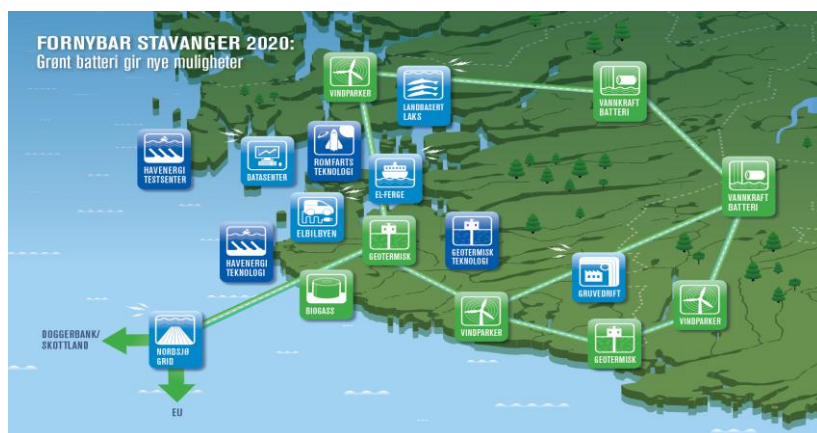 FORNYBAR STAVANGER 2020:
Grønt batteri gir nye muligheter
VINDPARKER
LANDBASERT
LAKS
VANNKRAFT
BATTERI
HAVENERGI
TESTSENTER
DATASENTER
ROMFARTS
TEKNOLOGI
EL-FERGE
VANNKRAFT
BATTERI
ELBILBYEN
HAVENERGI
TEKNOLOGI
GEOTERMISK
GEOTERMISK
TEKNOLOGI
BIOGASS
GRUVEDRIFT
VINDPARKER
VINDPARKER
DOGGERBANK/
SKOTTLAND
NORDSJØ
GRID
GEOTERMISK
EU